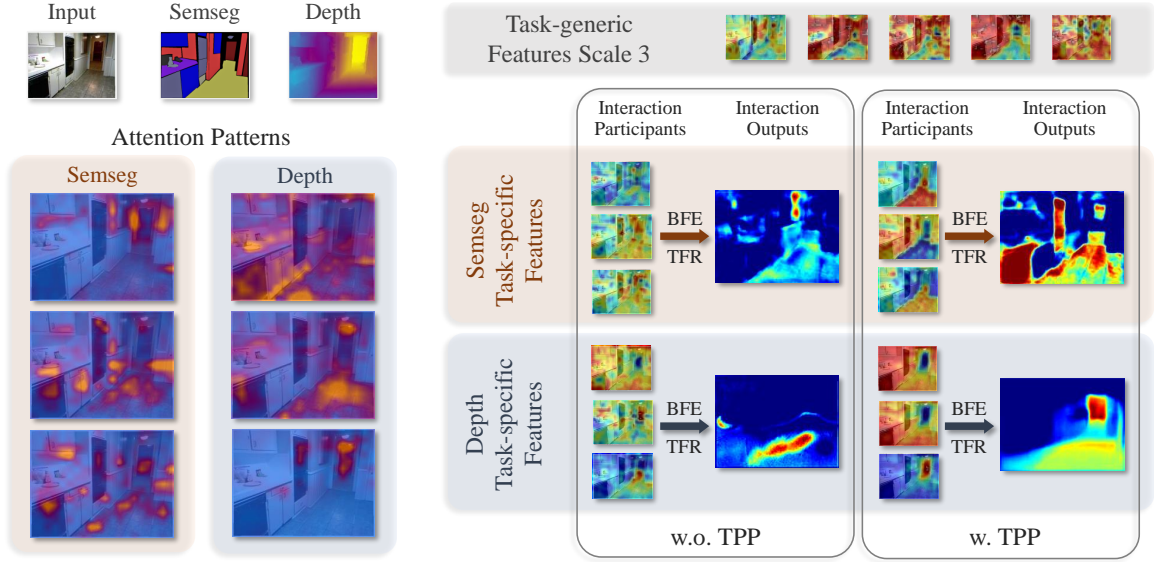 Input
Semseg
Depth
Attention Patterns
Semseg
Depth
Task-generic
Features Scale 3
Interaction
Participants
Interaction
Outputs
Interaction
Participants
Interaction
Outputs
Semseg
Task-specific
Features
BFE
TFR
BFE
TFR
Depth
Task-specific
Features
BFE
TFR
BFE
TFR
w.o. TPP
w. TPP